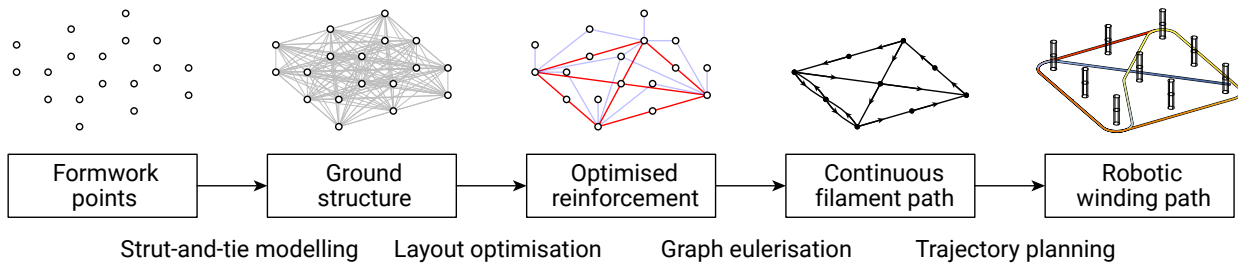 Formwork
points
Ground
structure
Optimised
reinforcement
Continuous
filament path
Robotic
winding path
Strut-and-tie modelling
Layout optimisation
Graph eulerisation
Trajectory planning